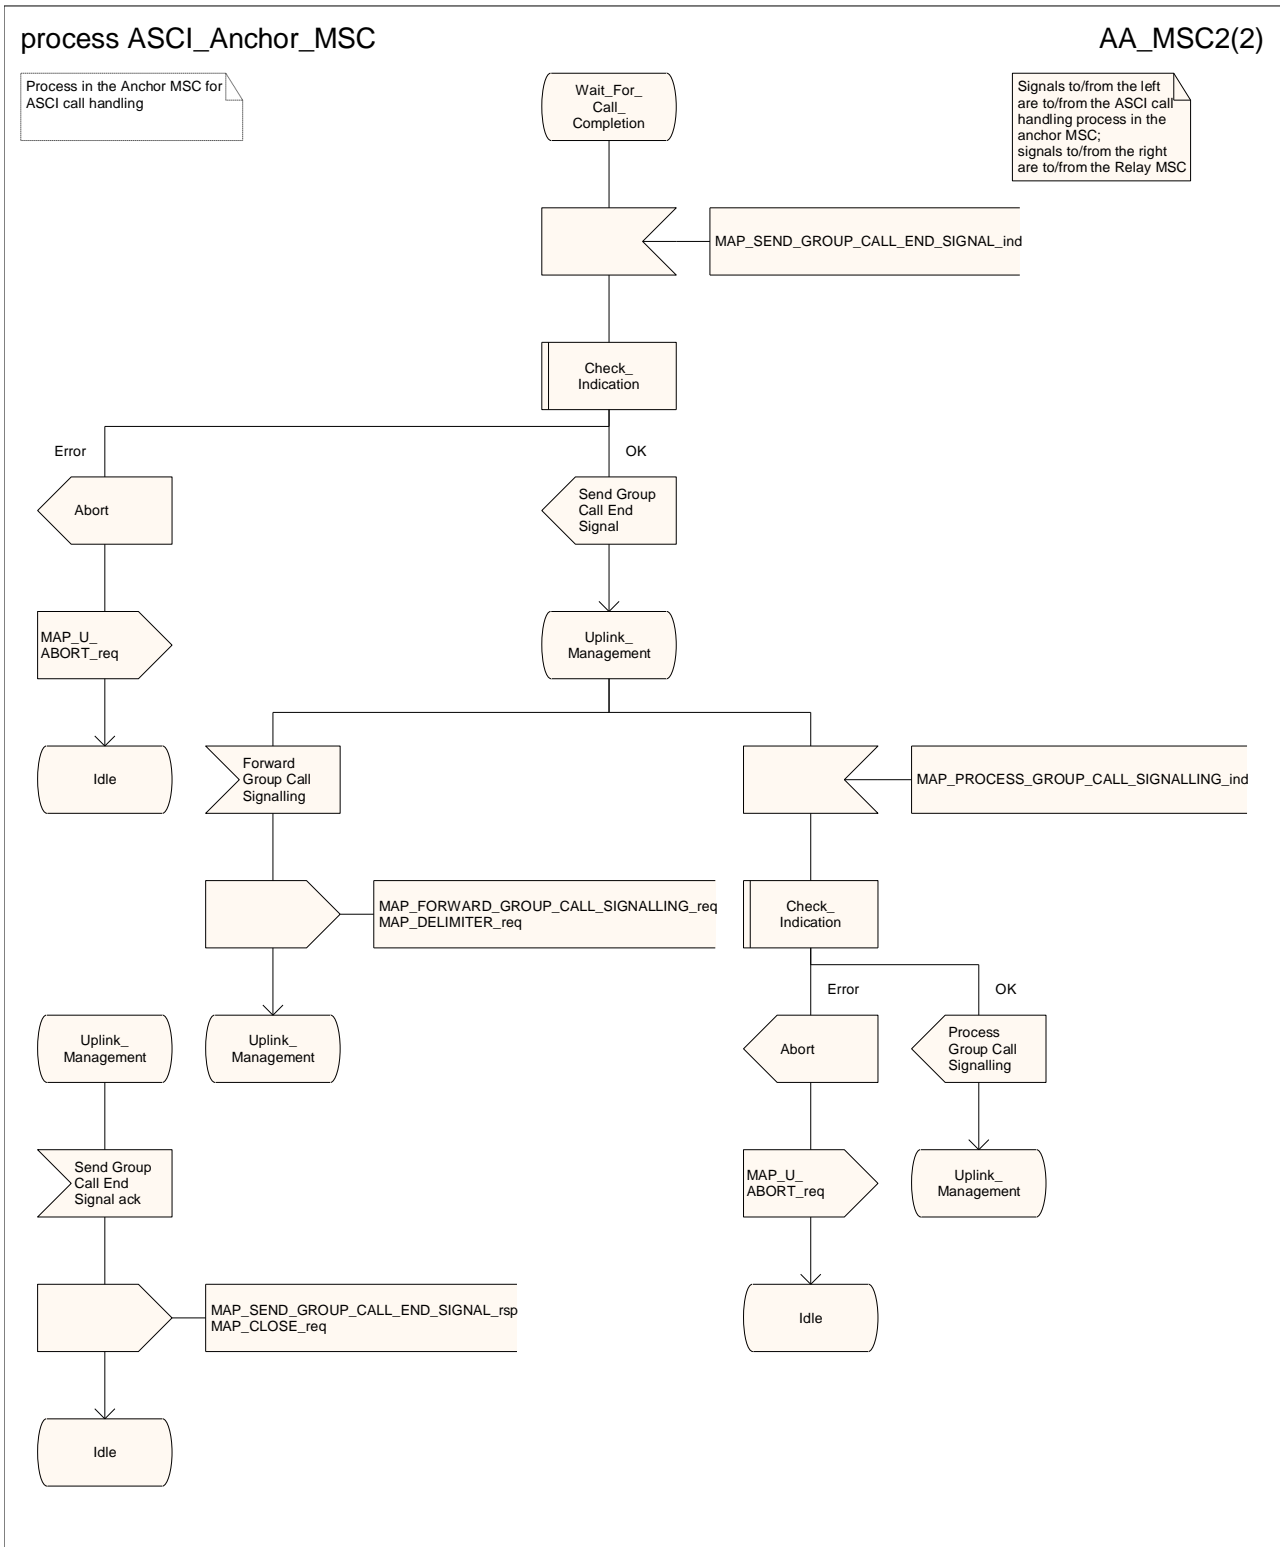 process ASCI_Anchor_MSC
AA_MSC2(2)
Process in the Anchor MSC for
ASCI call handling
Wait_For_
Call_
Completion
Signals to/from the left
are to/from the ASCI call
handling process in the
anchor MSC;
signals to/from the right
are to/from the Relay MSC
MAP_SEND_GROUP_CALL_END_SIGNAL_ind
Check_
Indication
Error
OK
Abort
Send Group
Call End
Signal
MAP_U_
ABORT_req
Uplink_
Management
Idle
Forward
Group Call
Signalling
MAP_PROCESS_GROUP_CALL_SIGNALLING_ind
MAP_FORWARD_GROUP_CALL_SIGNALLING_req
MAP_DELIMITER_req
Check_
Indication
Error
OK
Uplink_
Management
Uplink_
Management
Abort
Process
Group Call
Signalling
Send Group
Call End
Signal ack
MAP_U_
ABORT_req
Uplink_
Management
MAP_SEND_GROUP_CALL_END_SIGNAL_rsp
MAP_CLOSE_req
Idle
Idle